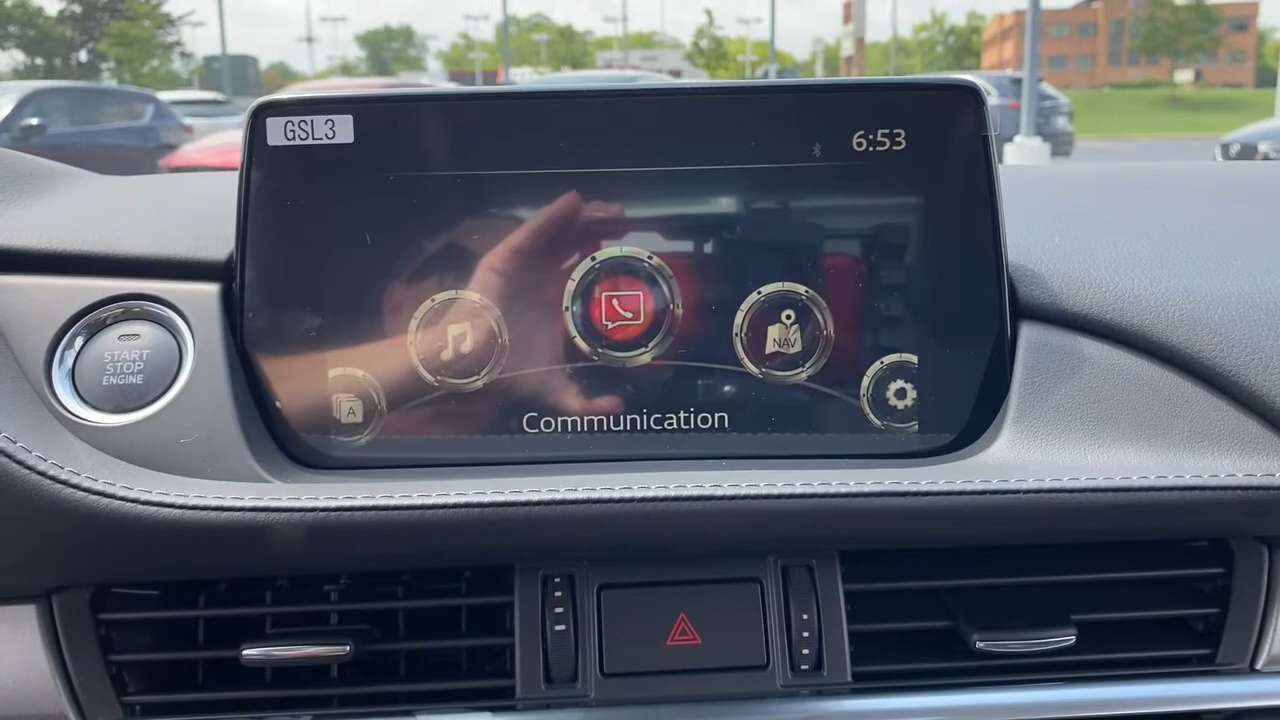 GSL3
6:53
START
STOP
ENGINE
NAV
A
Communication